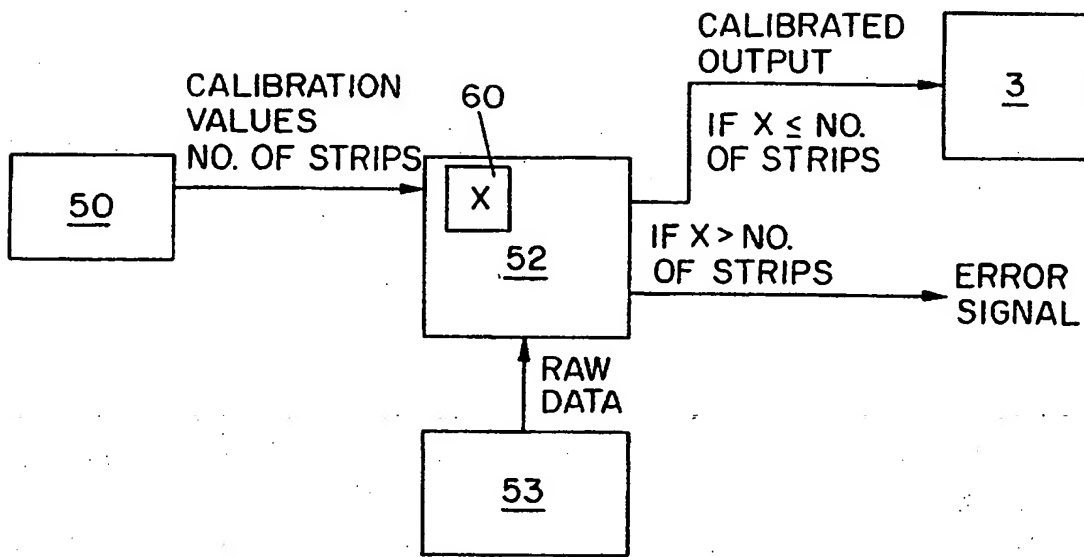 CALIBRATION
VALUES
NO. OF STRIPS
50
60
X
52
CALIBRATED
OUTPUT
3
IF X ≤ NO.
OF STRIPS
IF X > NO.
OF STRIPS
ERROR
SIGNAL
RAW
DATA
53